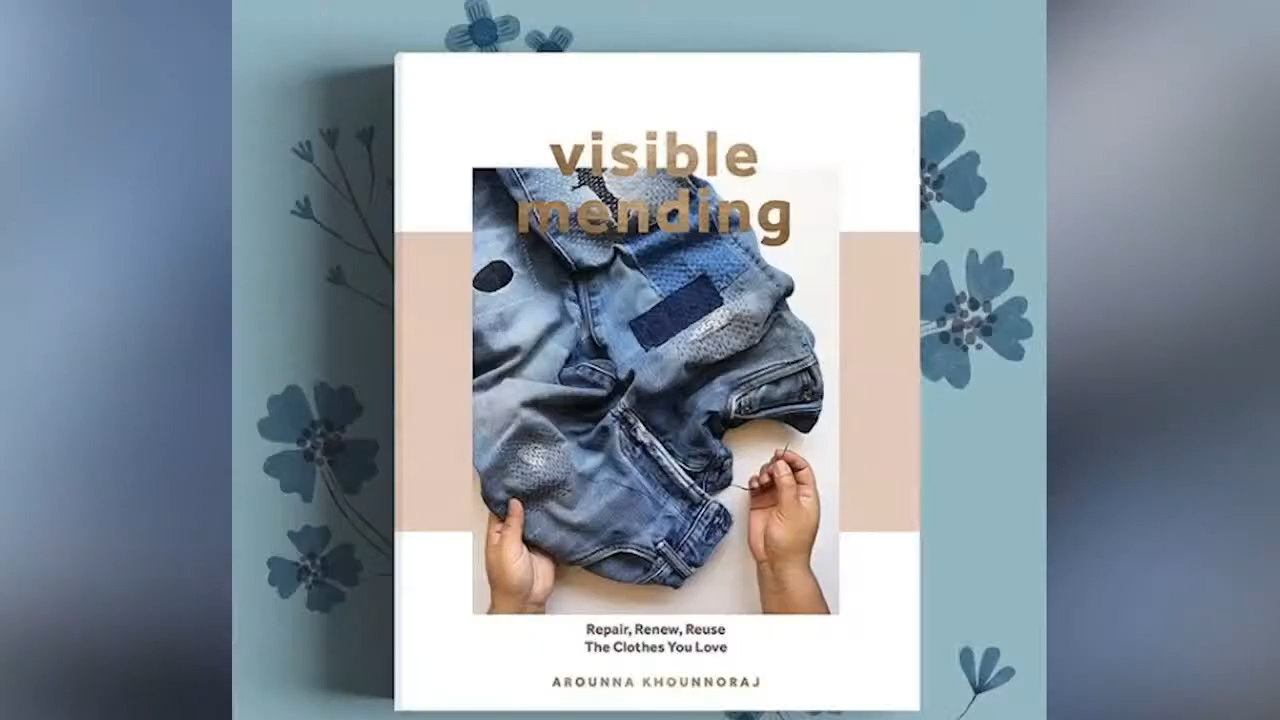 visible
mending
Repair, Renew, Reuse
The Clothes You Love
AROUNNA KHOUNNORAJ